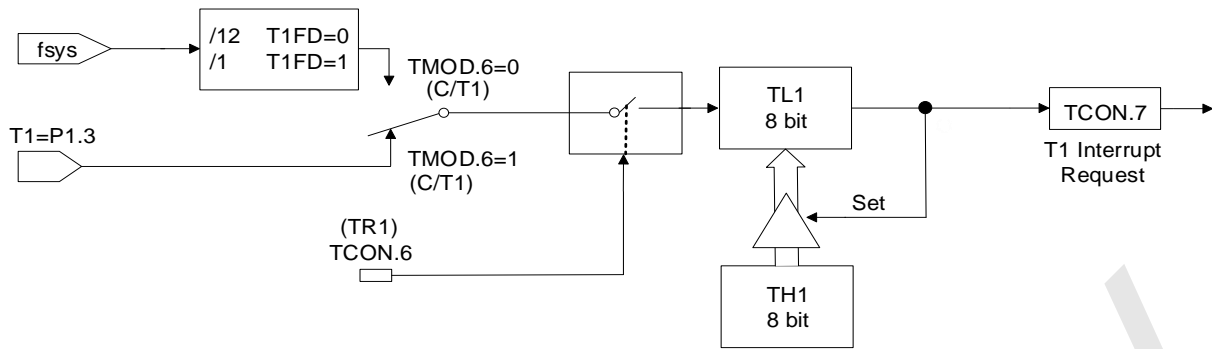 fsys
/12 T1FD=0
/1 T1FD=1
TMOD.6=0
(C/T1)
T1=P1.3
TMOD.6=1
(C/T1)
(TR1)
TCON.6
TL1
8 bit
TCON.7
T1 Interrupt
Request
Set
TH1
8 bit